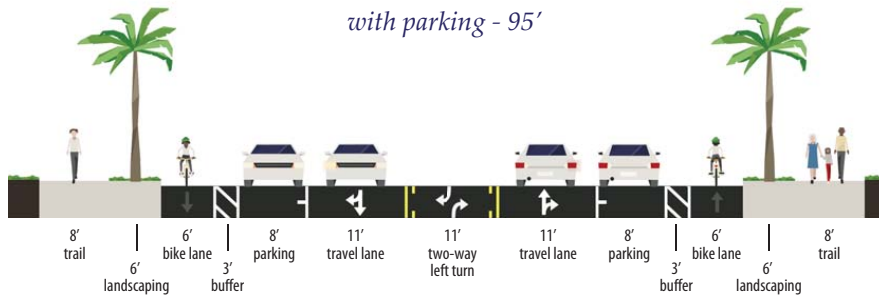 with parking - 95’
8’
trail
6’
landscaping
6’
bike lane
3’
buffer
8’
parking
11’
travel lane
11’
two-way
left turn
11’
travel lane
8’
parking
3’
buffer
6’
bike lane
6’
landscaping
8’
trail